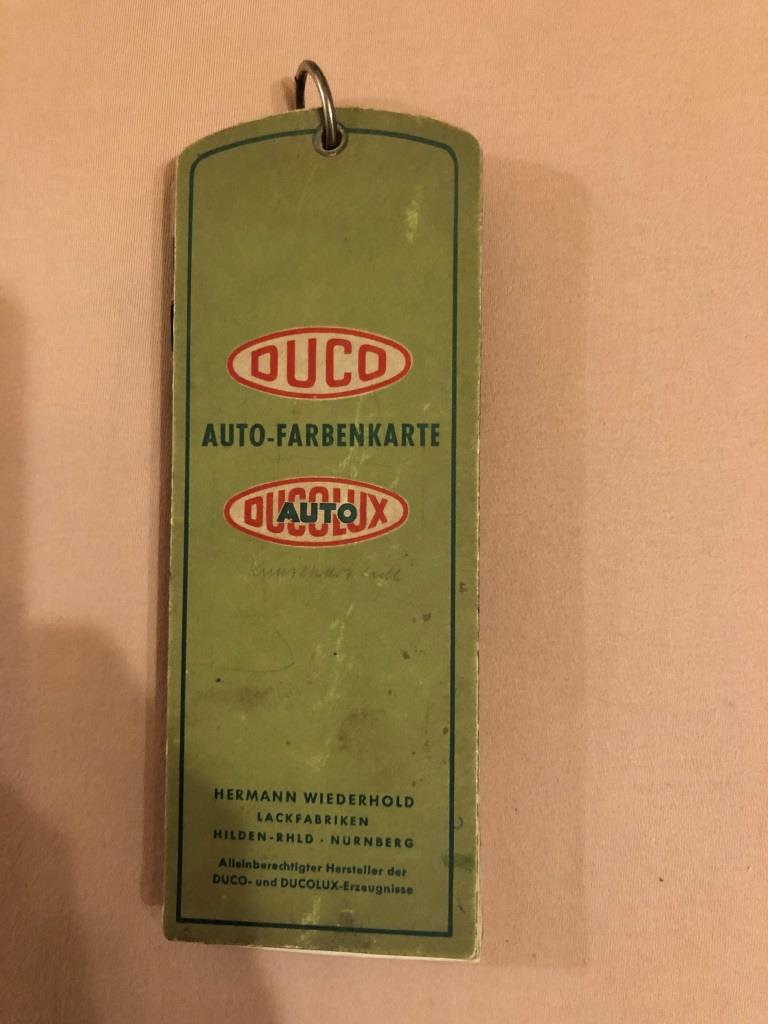 DUCO
AUTO-FARBENKARTE
DUCOLUX
AUTO
HERMANN WIEDERHOLD
LACKFABRIKEN
HILDEN-RHLD · NÜRNBERG
Alleinberechtigter Hersteller der
DUCO- und DUCOLUX-Erzeugnisse